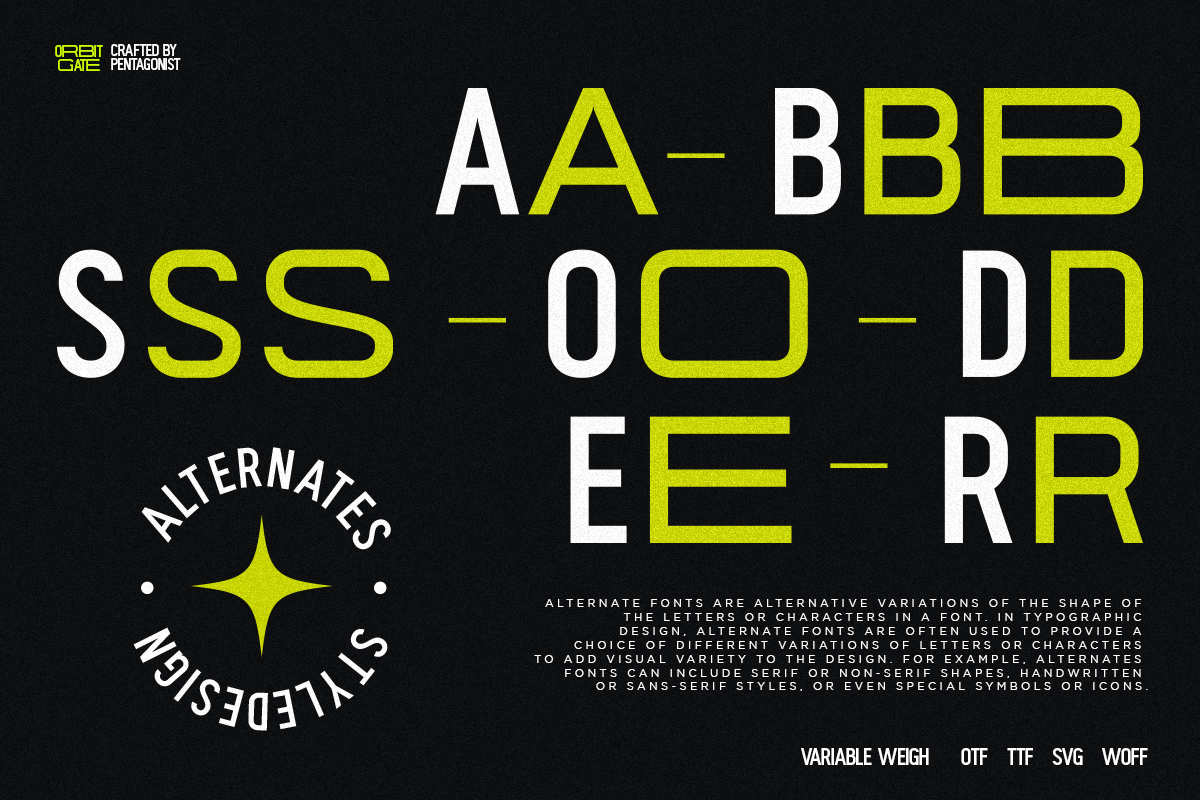 ORBIT
GATE
CRAFTED BY
PENTAGONIST
AA – BBB
SSS – OO – DD
EE – RR
ALTERNATES
STYLEDESIGN
ALTERNATE FONTS ARE ALTERNATIVE VARIATIONS OF THE SHAPE OF
THE LETTERS OR CHARACTERS IN A FONT. IN TYPOGRAPHIC
DESIGN, ALTERNATE FONTS ARE OFTEN USED TO PROVIDE A
CHOICE OF DIFFERENT VARIATIONS OF LETTERS OR CHARACTERS
TO ADD VISUAL VARIETY TO THE DESIGN. FOR EXAMPLE, ALTERNATES
FONTS CAN INCLUDE SERIF OR NON-SERIF SHAPES, HANDWRITTEN
OR SANS-SERIF STYLES, OR EVEN SPECIAL SYMBOLS OR ICONS.
VARIABLE WEIGH OTF TTF SVG WOFF